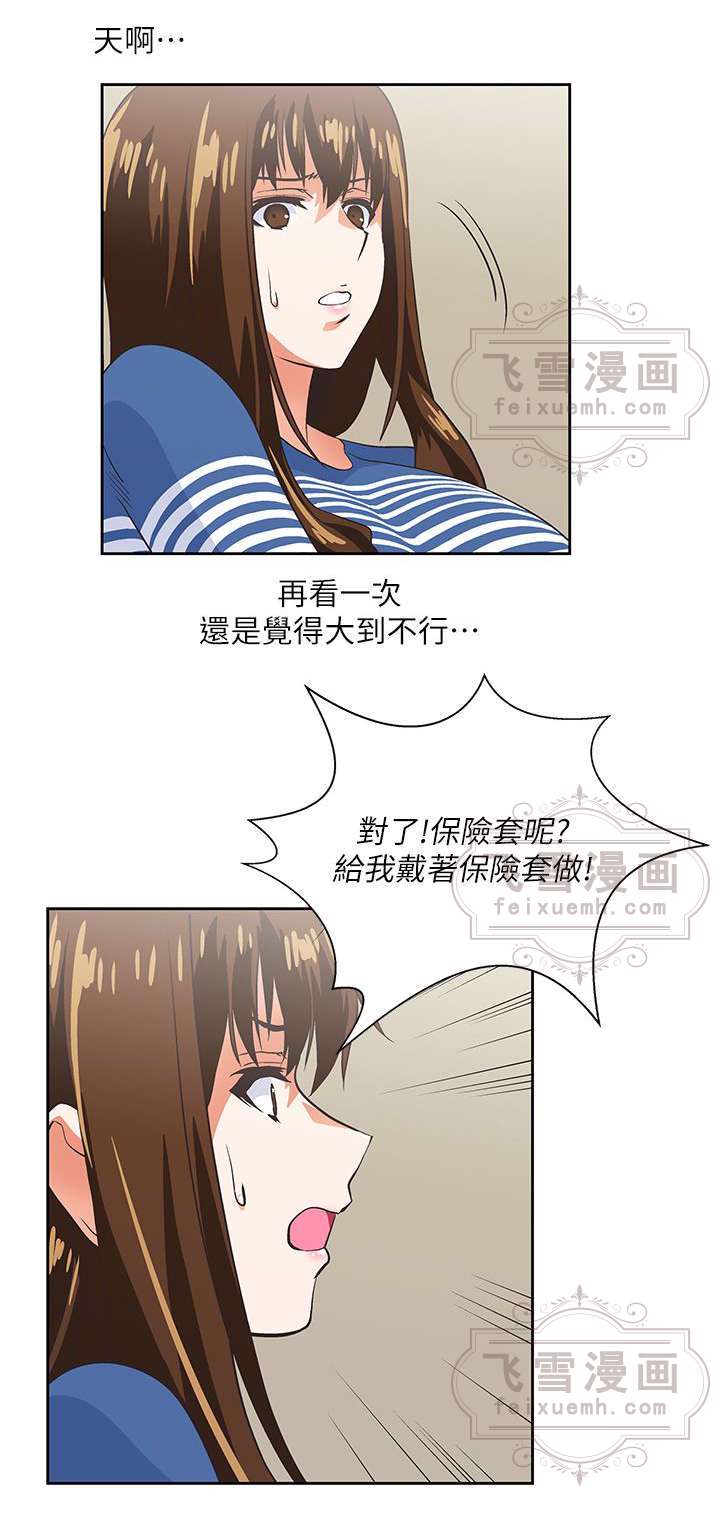 天啊…
飞雪漫画
feixuemh.com
再看一次
還是覺得大到不行…
對了!保險套呢?
給我戴著保險套做!
飞雪漫画
feixuemh.com
飞雪漫画
feixuemh.com